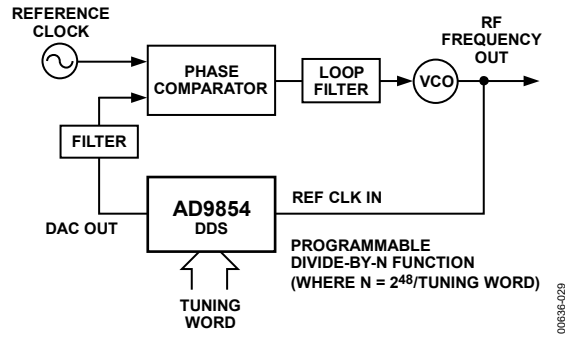 REFERENCE
CLOCK
PHASE
COMPARATOR
LOOP
FILTER
VCO
RF
FREQUENCY
OUT
FILTER
DAC OUT
AD9854
DDS
REF CLK IN
TUNING
WORD
PROGRAMMABLE
DIVIDE-BY-N FUNCTION
(WHERE N = 2⁴⁸/TUNING WORD)
00636-029